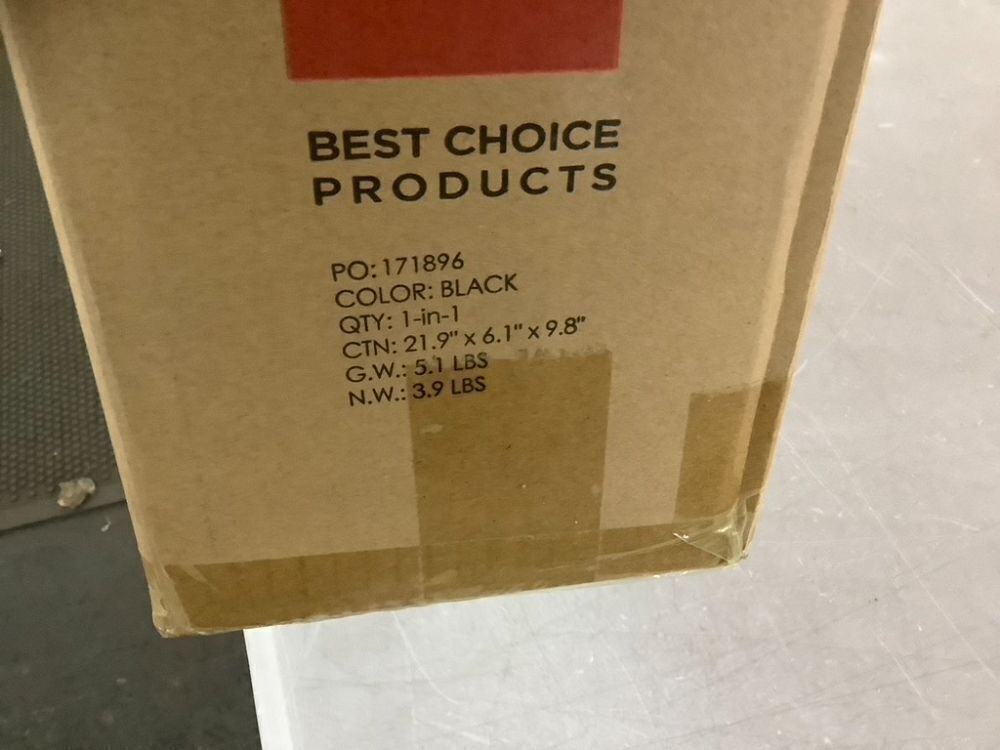 BEST CHOICE
PRODUCTS
PO: 171896
COLOR: BLACK
QTY: 1-in-1
CTN: 21.9" x 6.1" x 9.8"
G.W.: 5.1 LBS
N.W.: 3.9 LBS